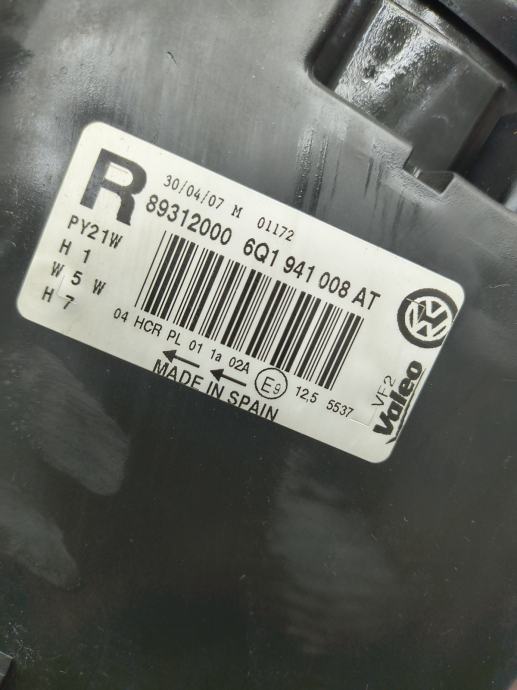 R
30/04/07 M 01172
89312000 6Q1 941 008 AT
PY21W
H 1
W 5 W
H 7
04 HCR PL 01 1a 02A
E9
12,5 5537
MADE IN SPAIN
VF2
Valeo